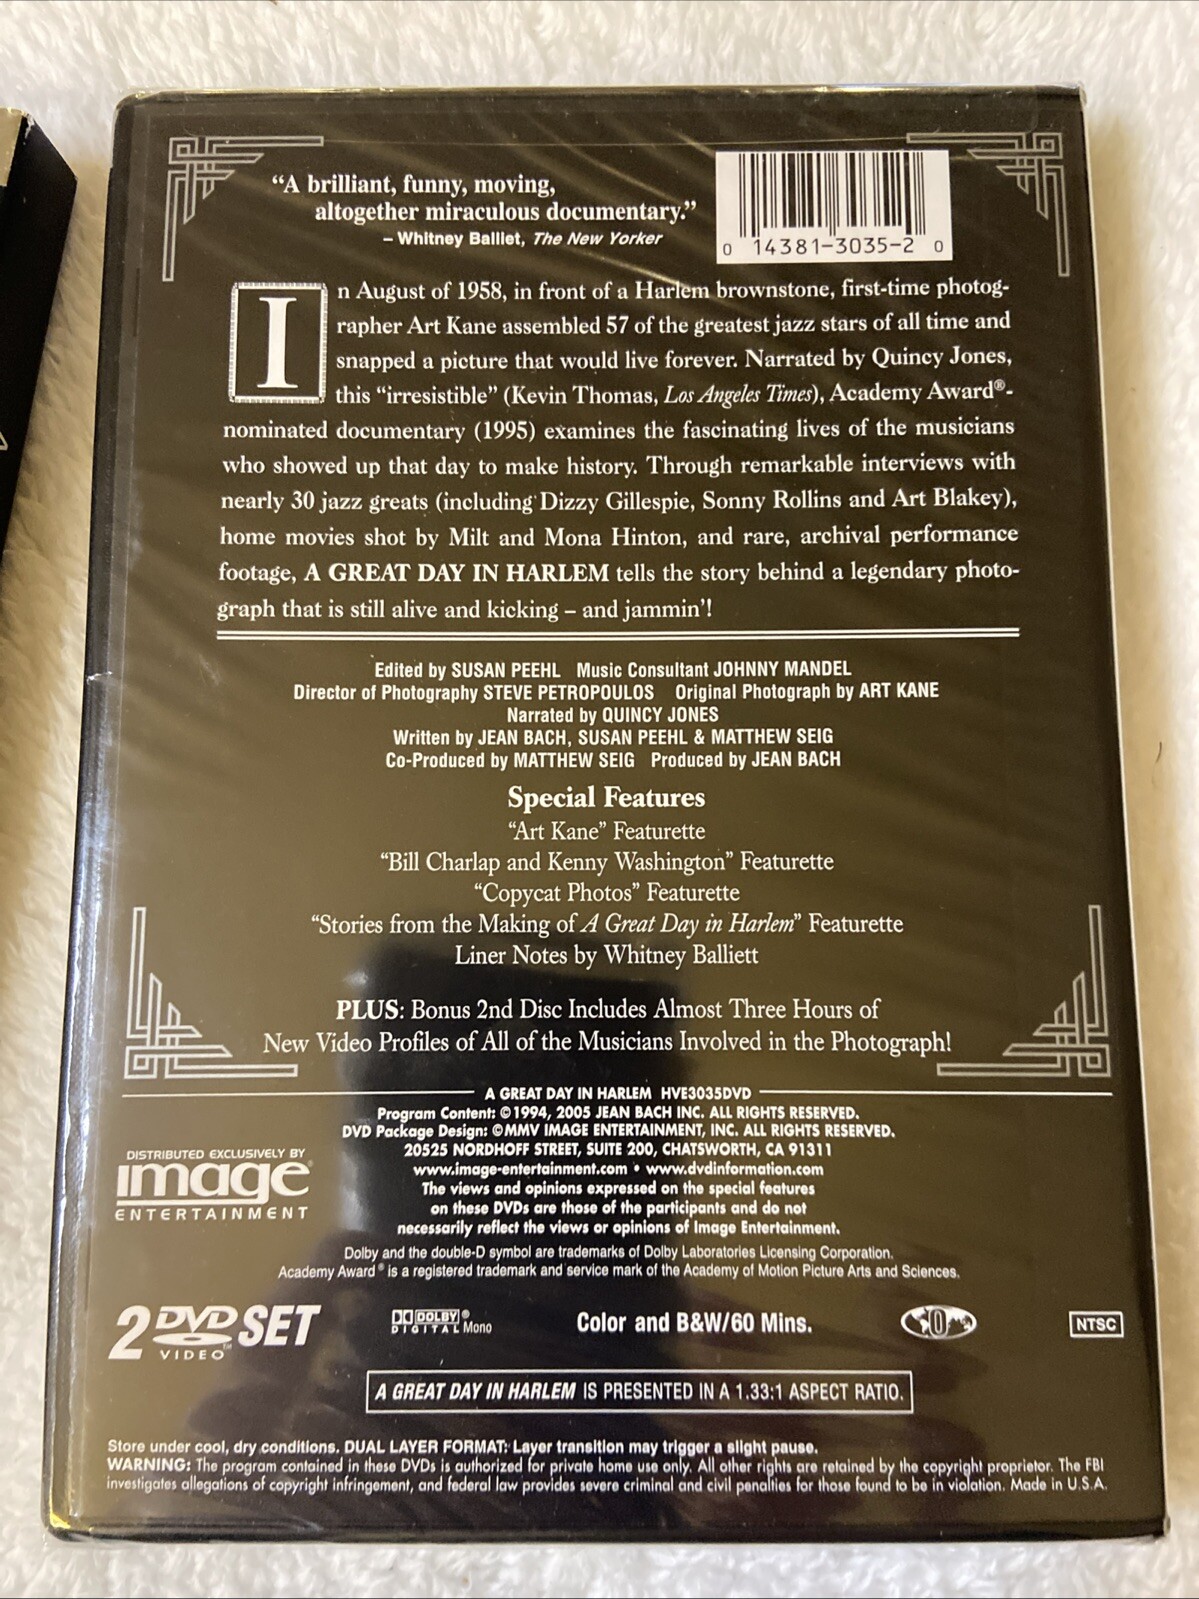 “A brilliant, funny, moving,
altogether miraculous documentary.”
– Whitney Balliet, The New Yorker
0 14381-3035-2 0
In August of 1958, in front of a Harlem brownstone, first-time photog-
rapher Art Kane assembled 57 of the greatest jazz stars of all time and
snapped a picture that would live forever. Narrated by Quincy Jones,
this “irresistible” (Kevin Thomas, Los Angeles Times), Academy Award®-
nominated documentary (1995) examines the fascinating lives of the musicians
who showed up that day to make history. Through remarkable interviews with
nearly 30 jazz greats (including Dizzy Gillespie, Sonny Rollins and Art Blakey),
home movies shot by Milt and Mona Hinton, and rare, archival performance
footage, A GREAT DAY IN HARLEM tells the story behind a legendary photo-
graph that is still alive and kicking – and jammin’!
Edited by SUSAN PEEHL Music Consultant JOHNNY MANDEL
Director of Photography STEVE PETROPOULOS Original Photograph by ART KANE
Narrated by QUINCY JONES
Written by JEAN BACH, SUSAN PEEHL & MATTHEW SEIG
Co-Produced by MATTHEW SEIG Produced by JEAN BACH
Special Features
“Art Kane” Featurette
“Bill Charlap and Kenny Washington” Featurette
“Copycat Photos” Featurette
“Stories from the Making of A Great Day in Harlem” Featurette
Liner Notes by Whitney Balliett
PLUS: Bonus 2nd Disc Includes Almost Three Hours of
New Video Profiles of All of the Musicians Involved in the Photograph!
A GREAT DAY IN HARLEM HVE3035DVD
Program Content: ©1994, 2005 JEAN BACH INC. ALL RIGHTS RESERVED.
DVD Package Design: ©MMV IMAGE ENTERTAINMENT, INC. ALL RIGHTS RESERVED.
20525 NORDHOFF STREET, SUITE 200, CHATSWORTH, CA 91311
www.image-entertainment.com • www.dvdinformation.com
The views and opinions expressed on the special features
on these DVDs are those of the participants and do not
necessarily reflect the views or opinions of Image Entertainment.
DISTRIBUTED EXCLUSIVELY BY
image®
ENTERTAINMENT
Dolby and the double-D symbol are trademarks of Dolby Laboratories Licensing Corporation.
Academy Award® is a registered trademark and service mark of the Academy of Motion Picture Arts and Sciences.
2 DVD VIDEO™ SET
DOLBY® DIGITAL Mono
Color and B&W/60 Mins.
0
NTSC
A GREAT DAY IN HARLEM IS PRESENTED IN A 1.33:1 ASPECT RATIO.
Store under cool, dry conditions. DUAL LAYER FORMAT: Layer transition may trigger a slight pause.
WARNING: The program contained in these DVDs is authorized for private home use only. All other rights are retained by the copyright proprietor. The FBI
investigates allegations of copyright infringement, and federal law provides severe criminal and civil penalties for those found to be in violation. Made in U.S.A.